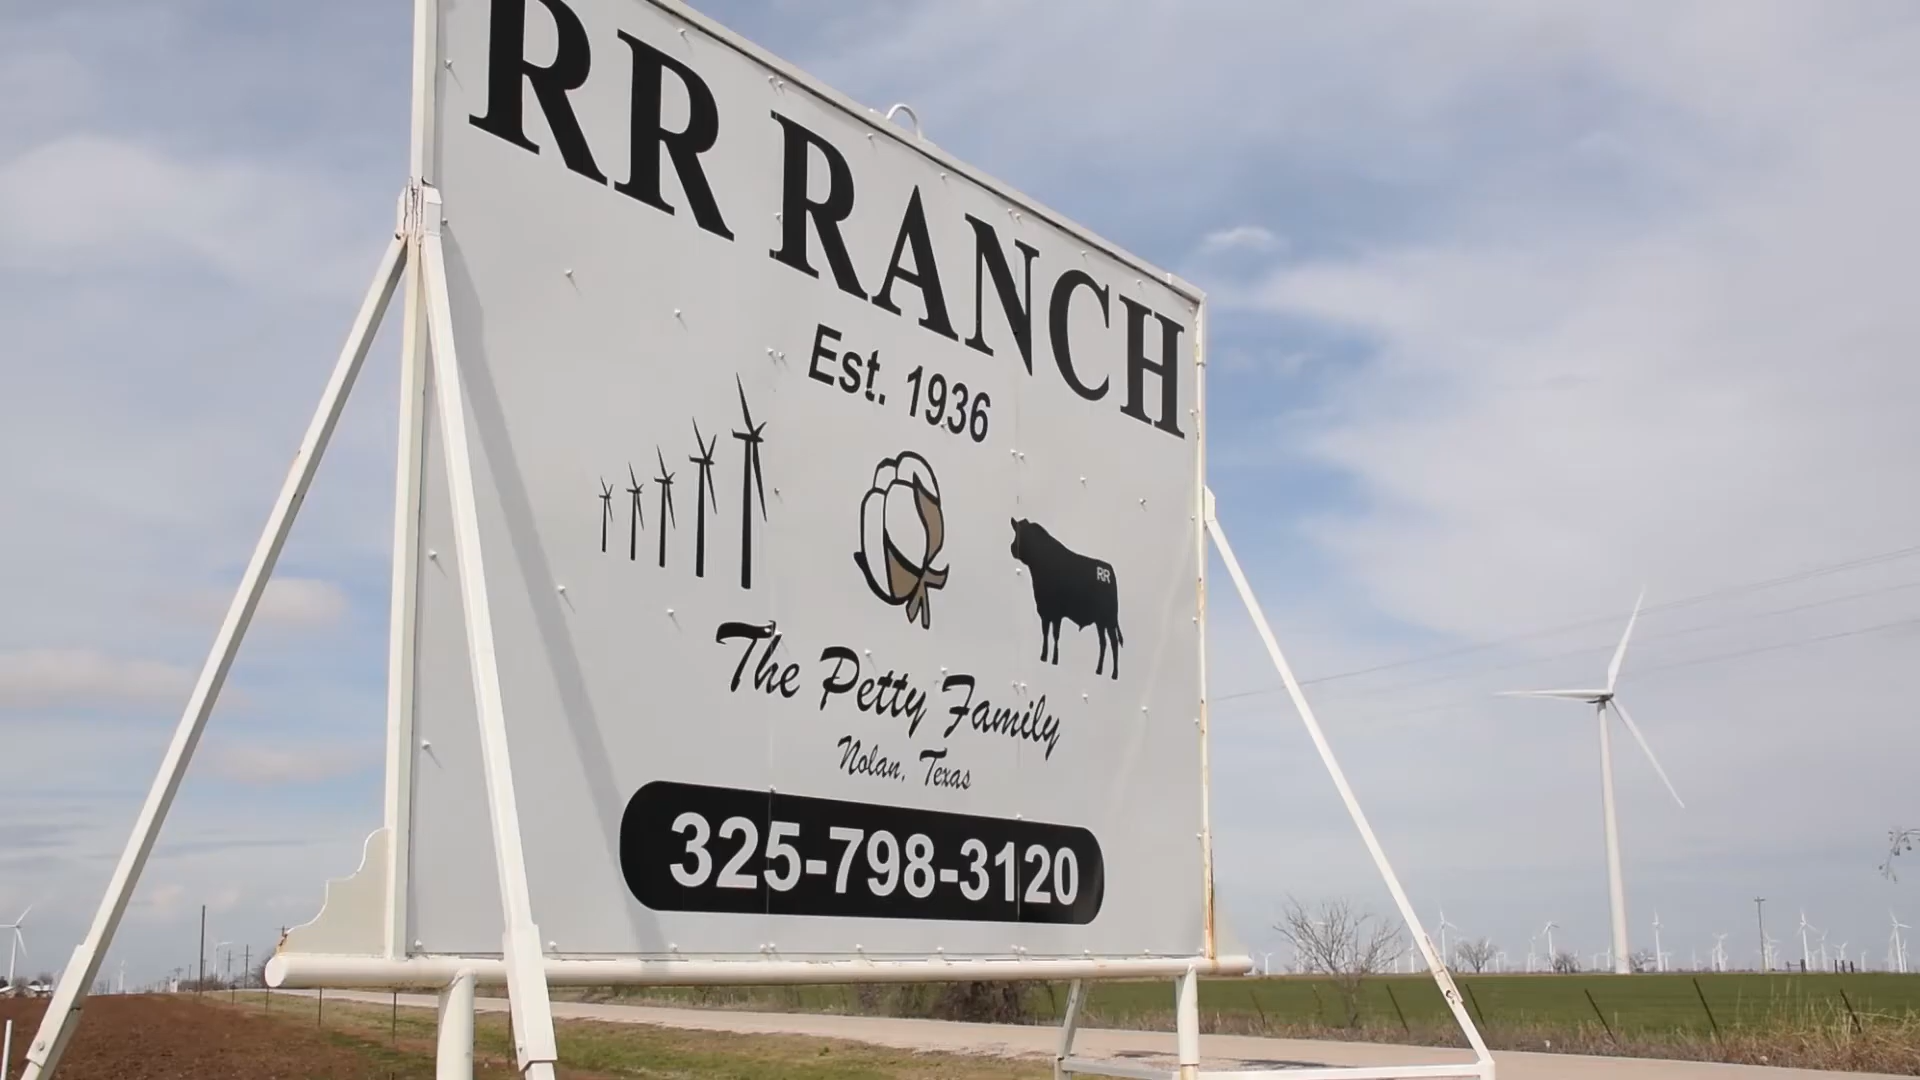 RR RANCH
Est. 1936
RR
The Petty Family
Nolan, Texas
325-798-3120